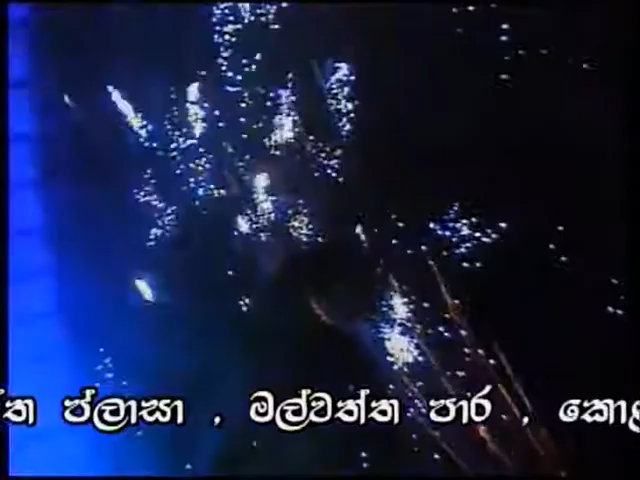 ත්ත ප්ලාසා , මල්වත්ත පාර , කොළ